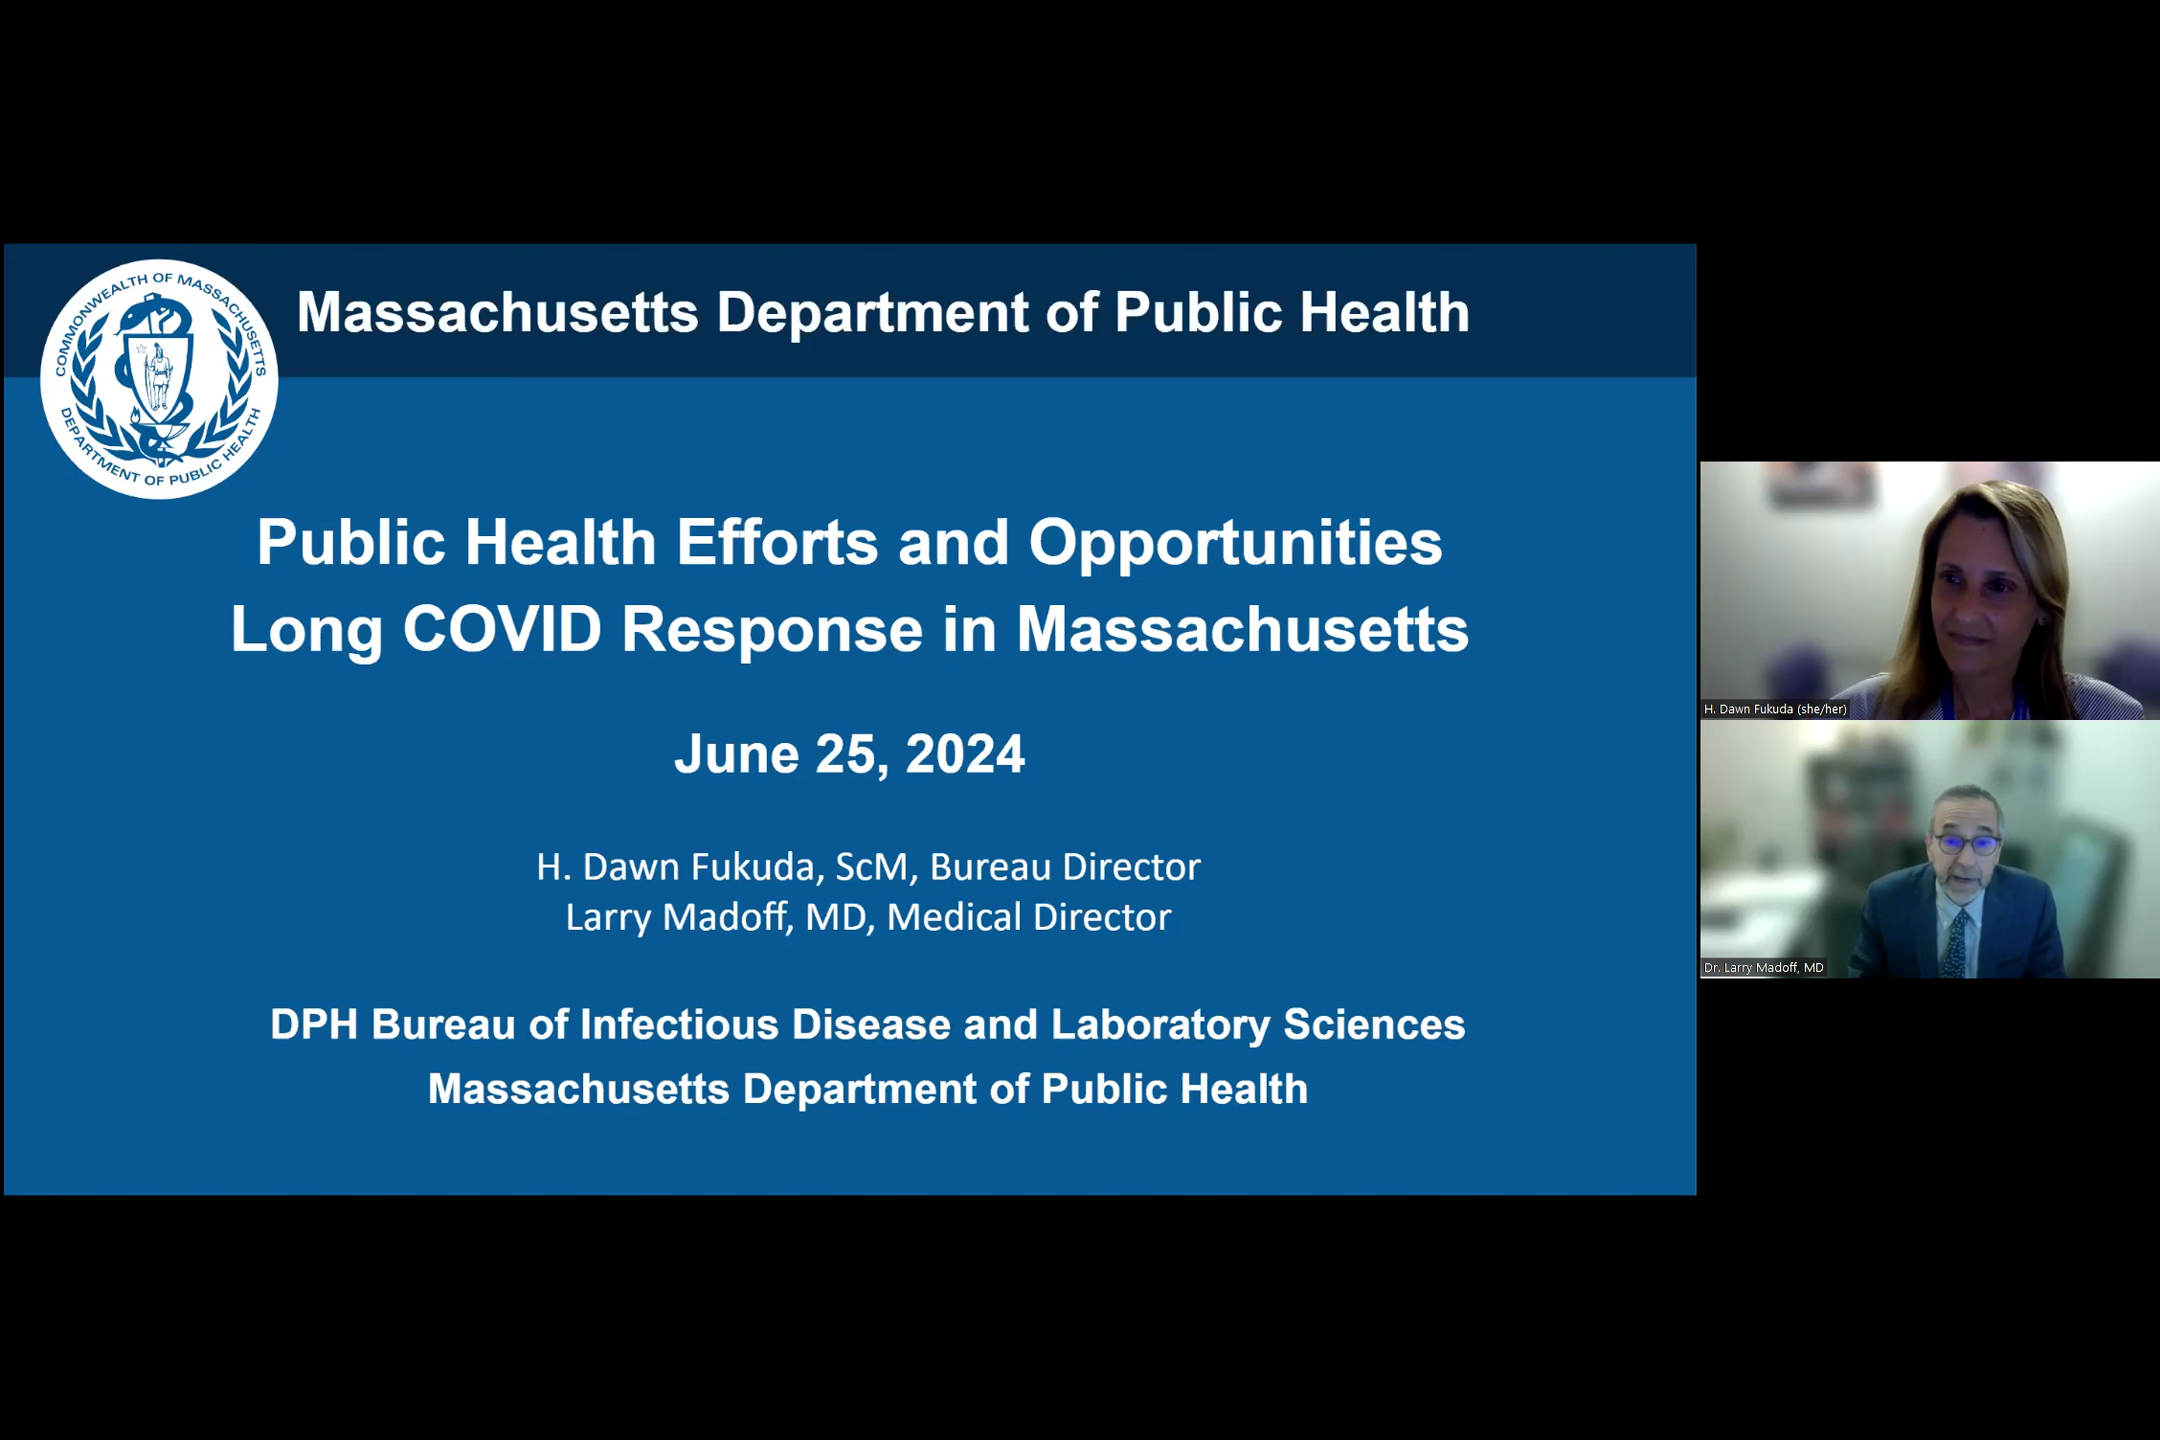 COMMONWEALTH OF MASSACHUSETTS
DEPARTMENT OF PUBLIC HEALTH
Massachusetts Department of Public Health
Public Health Efforts and Opportunities
Long COVID Response in Massachusetts
June 25, 2024
H. Dawn Fukuda, ScM, Bureau Director
Larry Madoff, MD, Medical Director
DPH Bureau of Infectious Disease and Laboratory Sciences
Massachusetts Department of Public Health
H. Dawn Fukuda (she/her)
Dr. Larry Madoff, MD